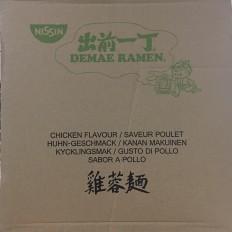 NISSIN
出前一丁
DEMAE RAMEN
CHICKEN FLAVOUR / SAVEUR POULET
HUHN-GESCHMACK / KANAN MAKUINEN
KYCKLINGSMAK / GUSTO DI POLLO
SABOR A POLLO
雞蓉麵